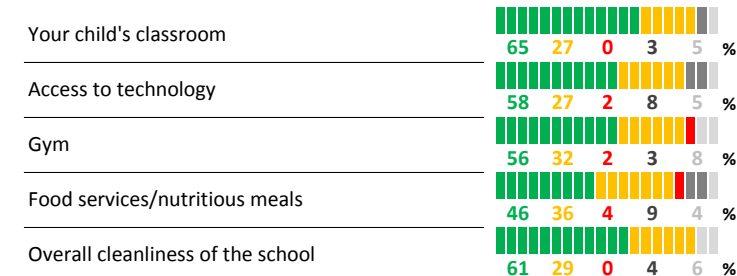 Your child's classroom
65 27 0 3 5 %
Access to technology
58 27 2 8 5 %
Gym
56 32 2 3 8 %
Food services/nutritious meals
46 36 4 9 4 %
Overall cleanliness of the school
61 29 0 4 6 %